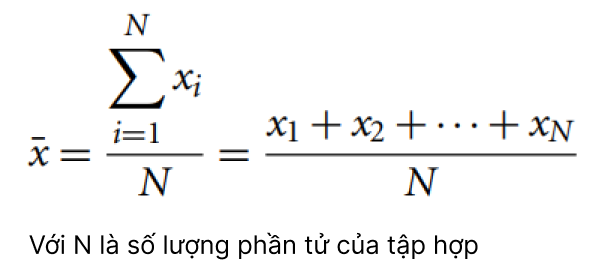 x̄ = ∑_{i=1}^{N} x_i / N = x_1 + x_2 + ⋯ + x_N / N
Với N là số lượng phần tử của tập hợp